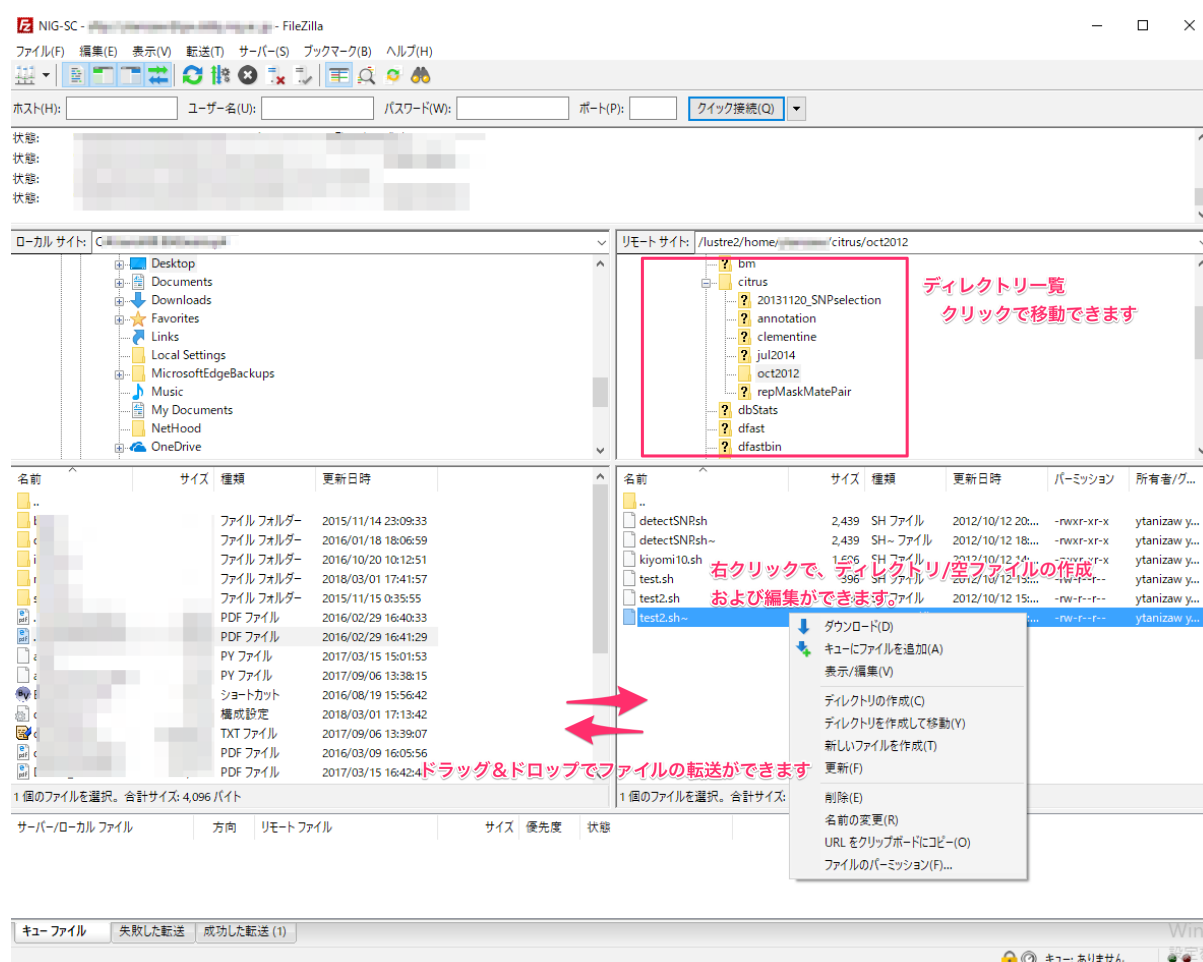 NIG-SC - - FileZilla
ファイル(F) 編集(E) 表示(V) 転送(T) サーバー(S) ブックマーク(B) ヘルプ(H)
ホスト(H): ユーザー名(U): パスワード(W): ポート(P): クイック接続(Q)
状態:
状態:
状態:
状態:
ローカル サイト: C
リモート サイト: /lustre2/home/ /citrus/oct2012
Desktop
Documents
Downloads
Favorites
Links
Local Settings
MicrosoftEdgeBackups
Music
My Documents
NetHood
OneDrive
bm
citrus
20131120_SNPselection
annotation
clementine
jul2014
oct2012
repMaskMatePair
dbStats
dfast
dfastbin
ディレクトリ一覧
クリックで移動できます
名前 サイズ 種類 更新日時
..
ファイル フォルダー 2015/11/14 23:09:33
ファイル フォルダー 2016/01/18 18:06:59
ファイル フォルダー 2016/10/20 10:12:51
ファイル フォルダー 2018/03/01 17:41:57
ファイル フォルダー 2015/11/15 0:35:55
PDF ファイル 2016/02/29 16:40:33
PDF ファイル 2016/02/29 16:41:29
PY ファイル 2017/03/15 15:01:53
PY ファイル 2017/09/06 13:38:15
ショートカット 2016/08/19 15:56:42
構成設定 2018/03/01 17:13:42
TXT ファイル 2017/09/06 13:39:07
PDF ファイル 2016/03/09 16:05:56
PDF ファイル 2017/03/15 16:42:4
1 個のファイルを選択。合計サイズ: 4,096 バイト
名前 サイズ 種類 更新日時 パーミッション 所有者/グ...
..
detectSNP.sh 2,439 SH ファイル 2012/10/12 20:... -rwxr-xr-x ytanizaw y...
detectSNP.sh~ 2,439 SH~ ファイル 2012/10/12 18:... -rwxr-xr-x ytanizaw y...
kiyomi10.sh 1,606 SH ファイル 2012/10/12 14:... -rwxr-xr-x ytanizaw y...
test.sh 396 SH ファイル 2012/10/12 15:... -rw-r--r-- ytanizaw y...
test2.sh ファイル 2012/10/12 15:... -rw-r--r-- ytanizaw y...
test2.sh~ -rw-r--r-- ytanizaw y...
右クリックで、ディレクトリ/空ファイルの作成
および編集ができます。
ダウンロード(D)
キューにファイルを追加(A)
表示/編集(V)
ディレクトリの作成(C)
ディレクトリを作成して移動(Y)
新しいファイルを作成(T)
更新(F)
削除(E)
名前の変更(R)
URL をクリップボードにコピー(O)
ファイルのパーミッション(F)...
ドラッグ&ドロップでファイルの転送ができます
1 個のファイルを選択。合計サイズ:
サーバー/ローカル ファイル 方向 リモート ファイル サイズ 優先度 状態
キュー ファイル 失敗した転送 成功した転送 (1)
Win
キュー: ありません